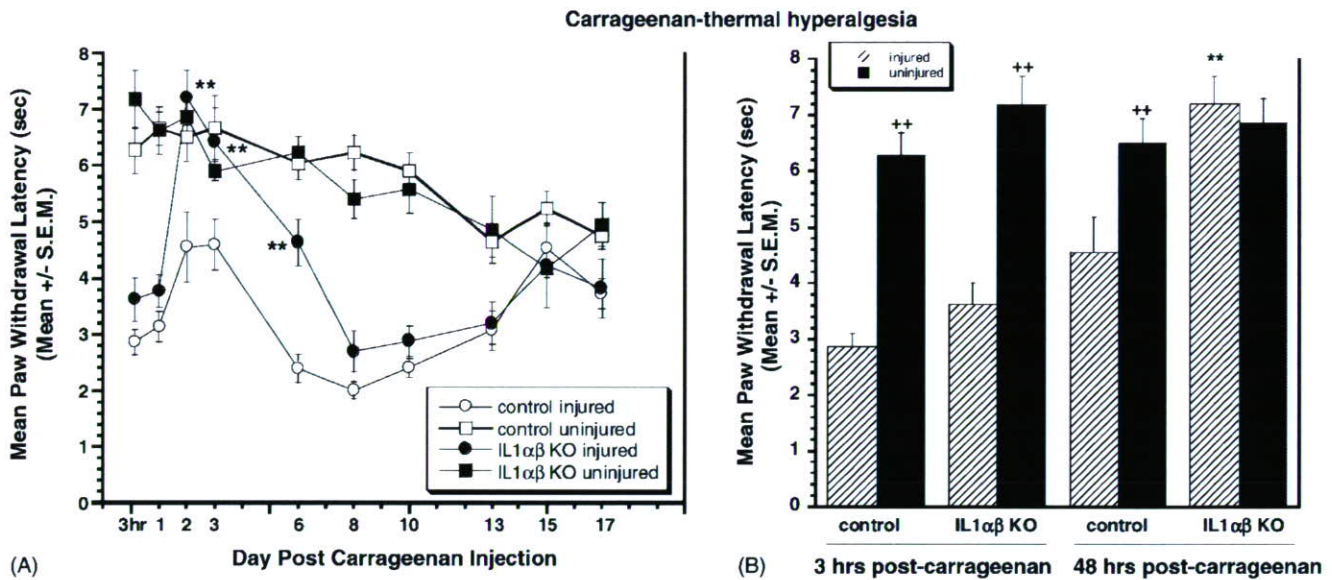 Carrageenan-thermal hyperalgesia
Mean Paw Withdrawal Latency (sec)
(Mean +/- S.E.M.)
8
7
6
5
4
3
2
1
0
**
**
**
control injured
control uninjured
IL1αβ KO injured
IL1αβ KO uninjured
3hr 1 2 3 6 8 10 13 15 17
Day Post Carrageenan Injection
(A)
Mean Paw Withdrawal Latency (sec)
(Mean +/- S.E.M.)
8
7
6
5
4
3
2
1
0
injured
uninjured
++
++
++
**
control IL1αβ KO control IL1αβ KO
3 hrs post-carrageenan 48 hrs post-carrageenan
(B)